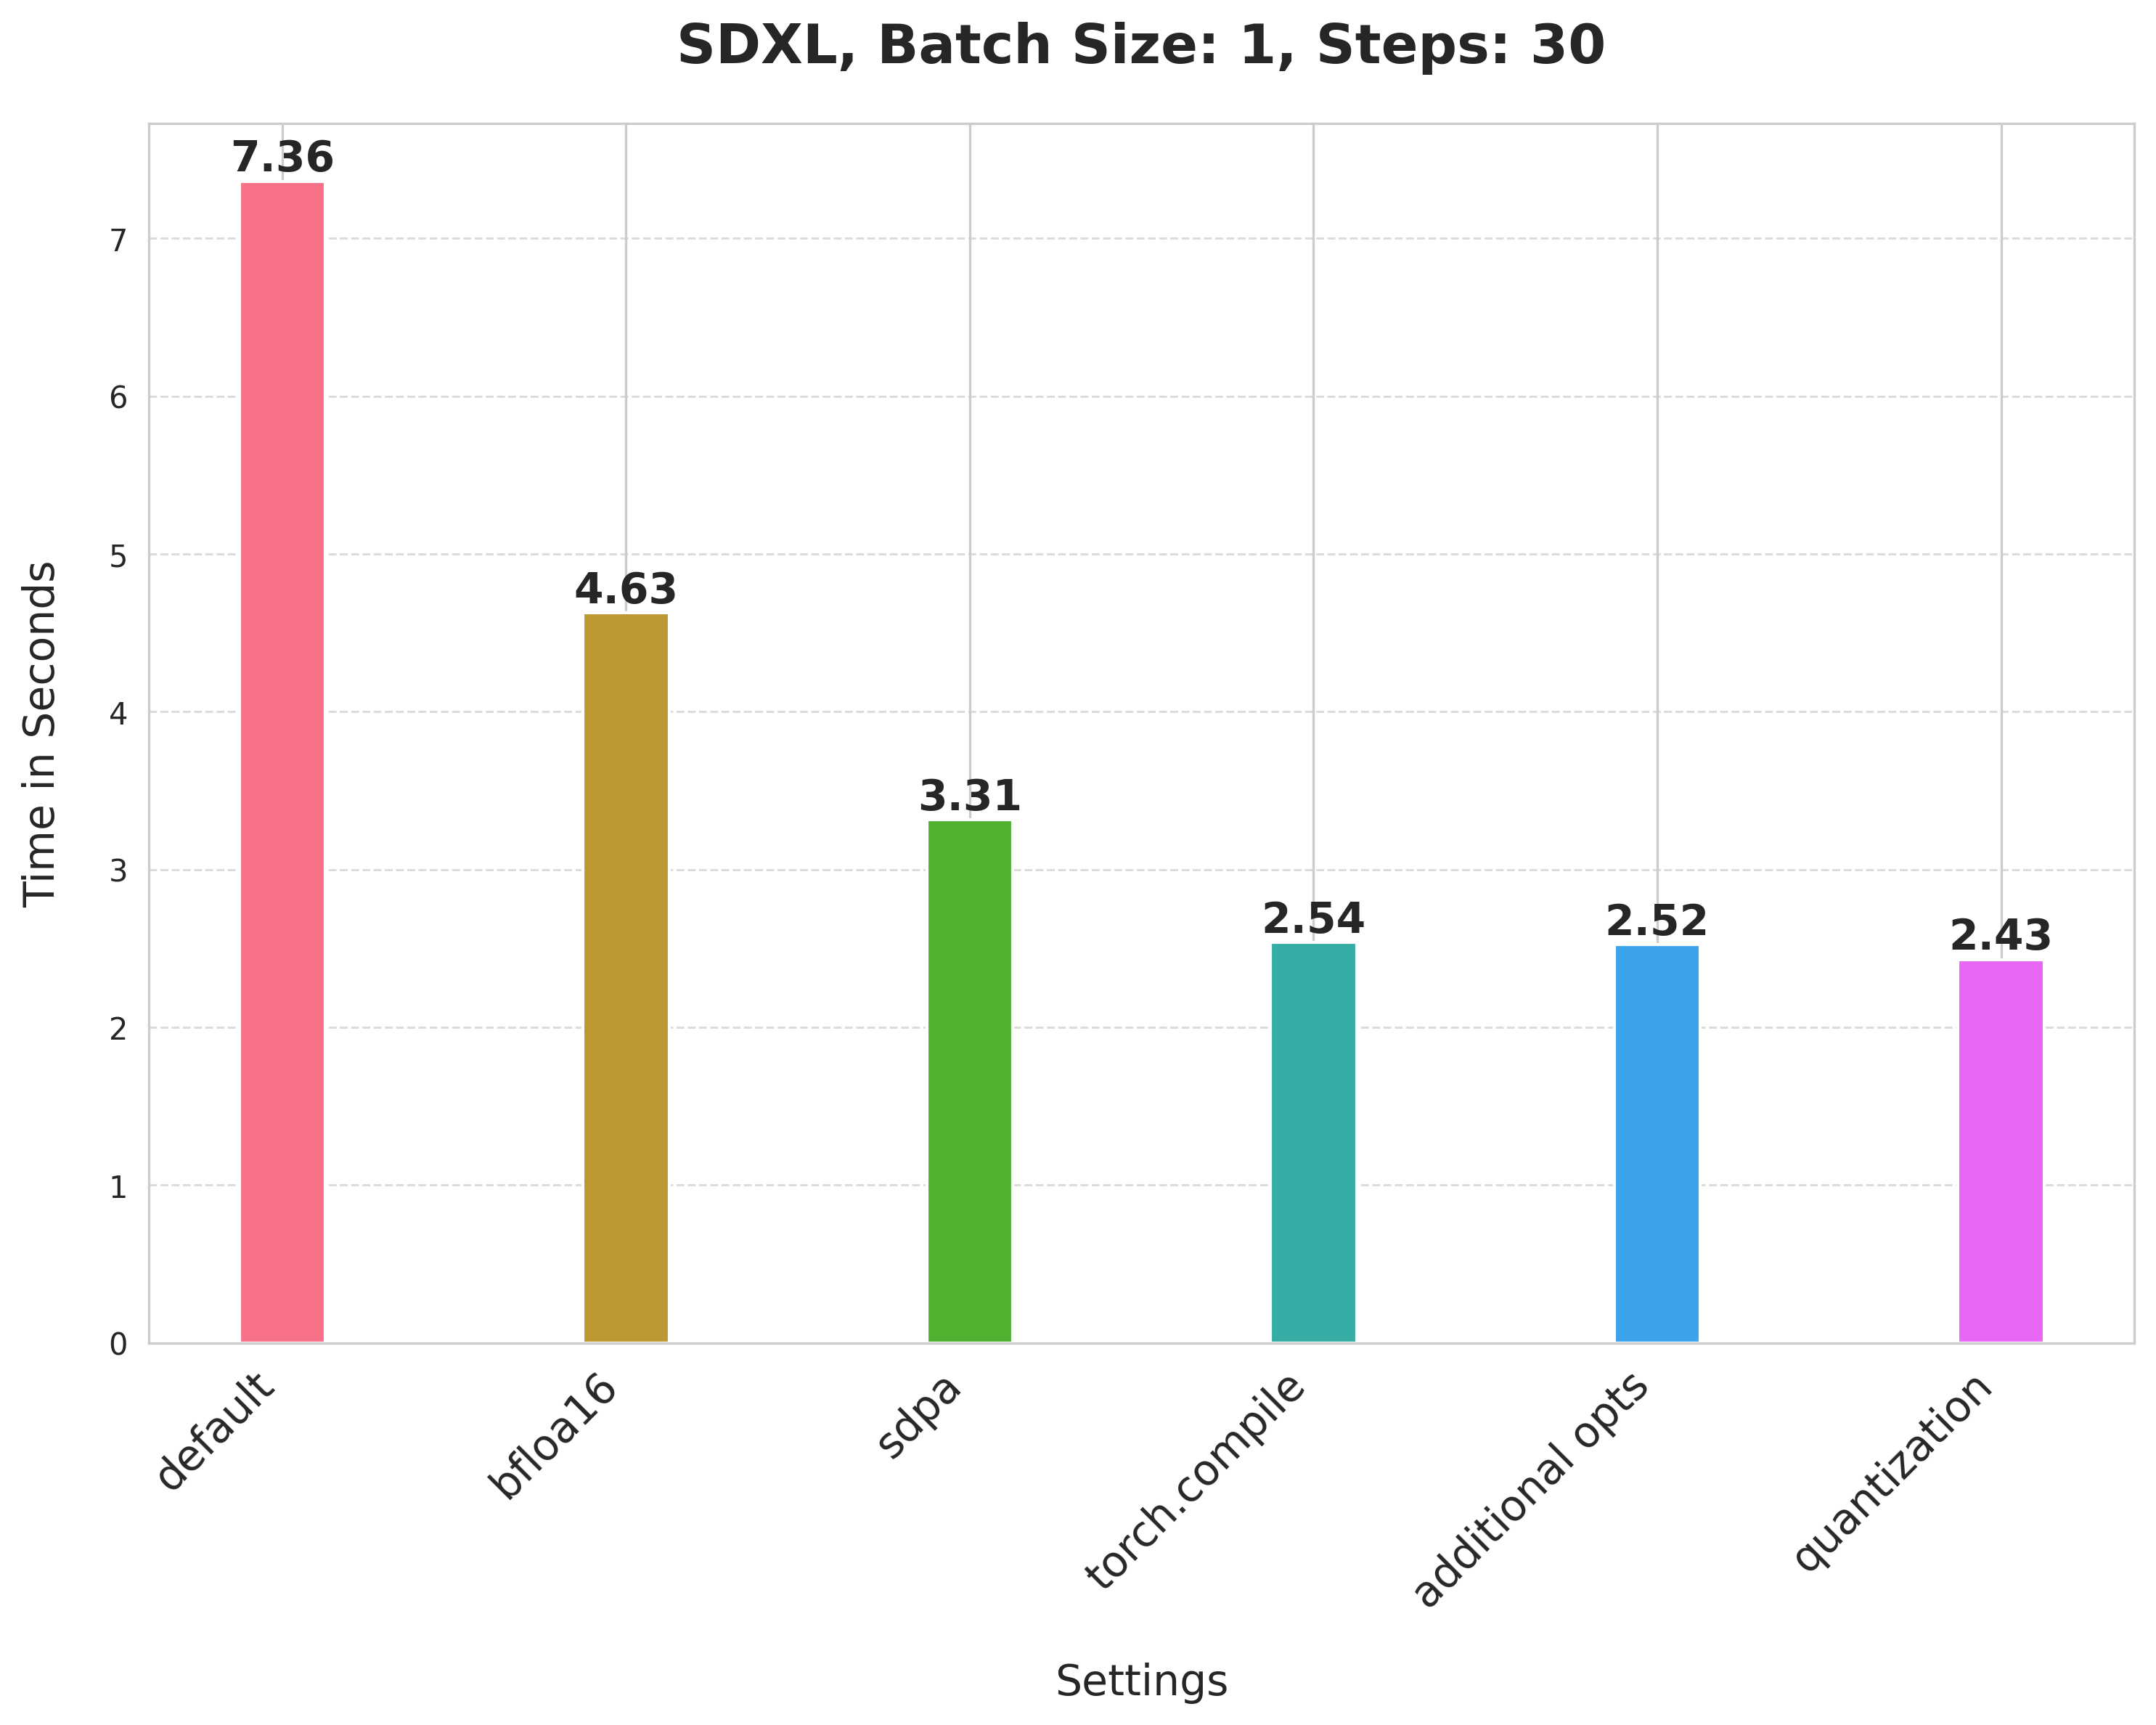 SDXL, Batch Size: 1, Steps: 30
Time in Seconds
7
6
5
4
3
2
1
0
7.36
4.63
3.31
2.54
2.52
2.43
default
bfloa16
sdpa
torch.compile
additional opts
quantization
Settings